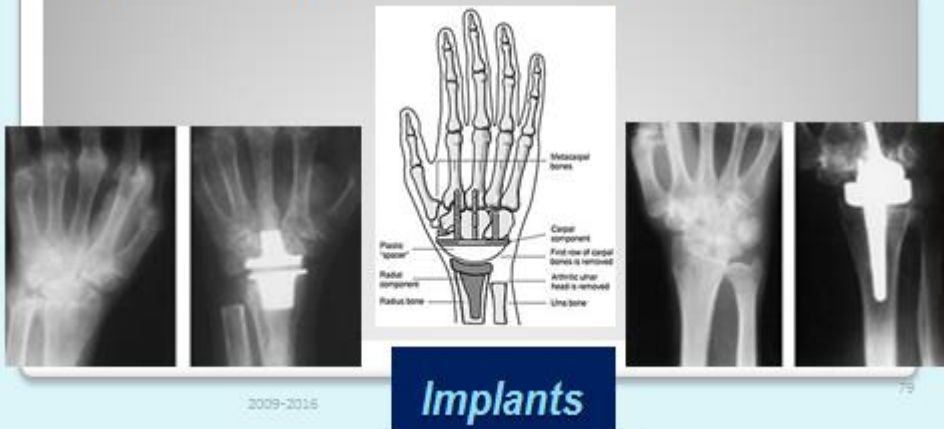 Metacarpal
bones
Carpal
component
Plastic
"spacer"
First row of carpal
bones is removed
Radial
component
Arthritic ulnar
head is removed
Radius bone
Ulna bone
2009-2016
Implants
79